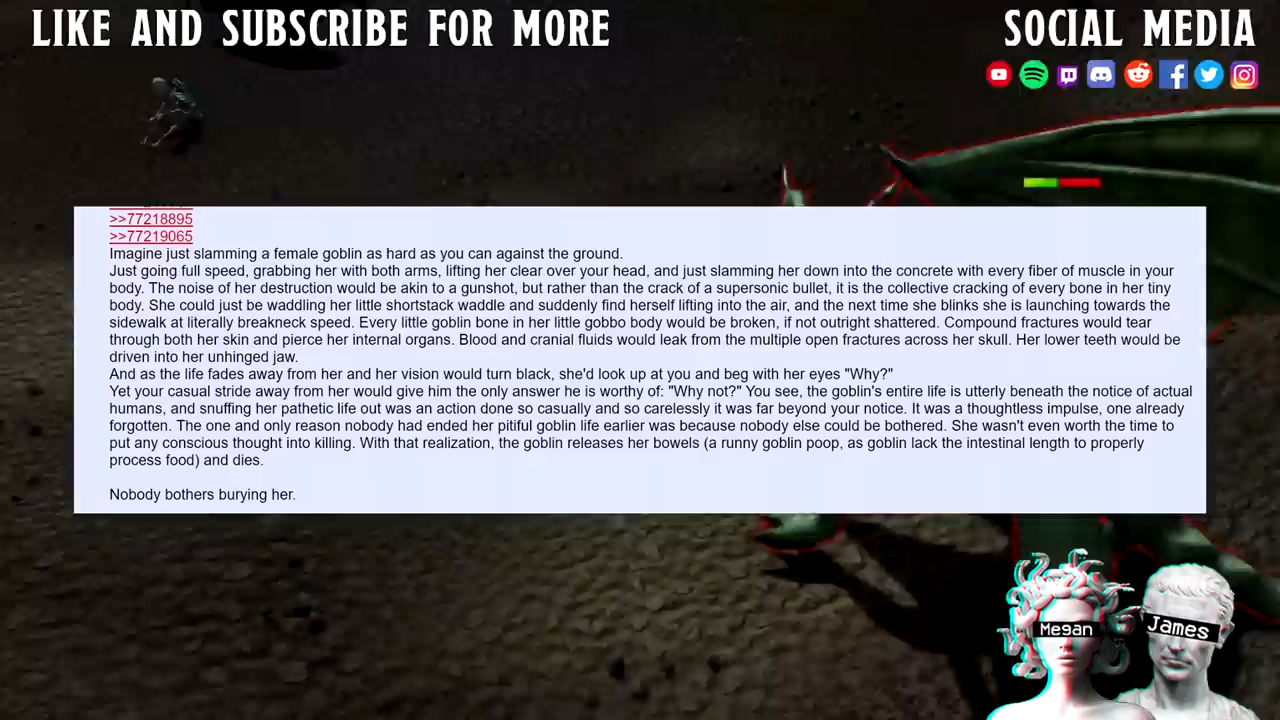 LIKE AND SUBSCRIBE FOR MORE
SOCIAL MEDIA
>>77218895
>>77219065
Imagine just slamming a female goblin as hard as you can against the ground.
Just going full speed, grabbing her with both arms, lifting her clear over your head, and just slamming her down into the concrete with every fiber of muscle in your
body. The noise of her destruction would be akin to a gunshot, but rather than the crack of a supersonic bullet, it is the collective cracking of every bone in her tiny
body. She could just be waddling her little shortstack waddle and suddenly find herself lifting into the air, and the next time she blinks she is launching towards the
sidewalk at literally breakneck speed. Every little goblin bone in her little gobbo body would be broken, if not outright shattered. Compound fractures would tear
through both her skin and pierce her internal organs. Blood and cranial fluids would leak from the multiple open fractures across her skull. Her lower teeth would be
driven into her unhinged jaw.
And as the life fades away from her and her vision would turn black, she'd look up at you and beg with her eyes "Why?"
Yet your casual stride away from her would give him the only answer he is worthy of: "Why not?" You see, the goblin's entire life is utterly beneath the notice of actual
humans, and snuffing her pathetic life out was an action done so casually and so carelessly it was far beyond your notice. It was a thoughtless impulse, one already
forgotten. The one and only reason nobody had ended her pitiful goblin life earlier was because nobody else could be bothered. She wasn't even worth the time to
put any conscious thought into killing. With that realization, the goblin releases her bowels (a runny goblin poop, as goblin lack the intestinal length to properly
process food) and dies.
Nobody bothers burying her.
Megan
James